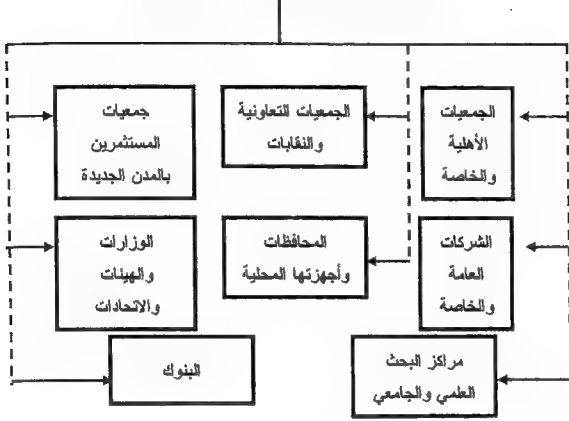 الجمعيات
الأهلية
والخاصة
الجمعيات التعاونية
والنقابات
جمعيات
المستثمرين
بالمدن الجديدة
الشركات
العامة
والخاصة
المحافظات
وأجهزتها المحلية
الوزارات
والهيئات
والاتحادات
مراكز البحث
العلمي والجامعي
البنوك